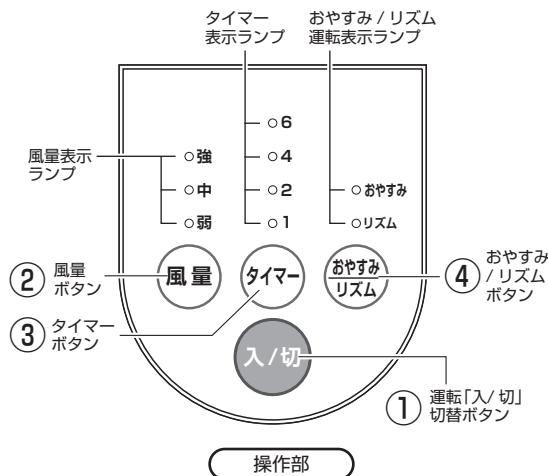 タイマー
表示ランプ
おやすみ / リズム
運転表示ランプ
風量表示
ランプ
強
中
弱
6
4
2
1
おやすみ
リズム
② 風量
ボタン
風量
タイマー
おやすみ
リズム
④ おやすみ
/ リズム
ボタン
③ タイマー
ボタン
入/切
① 運転「入/ 切」
切替ボタン
操作部